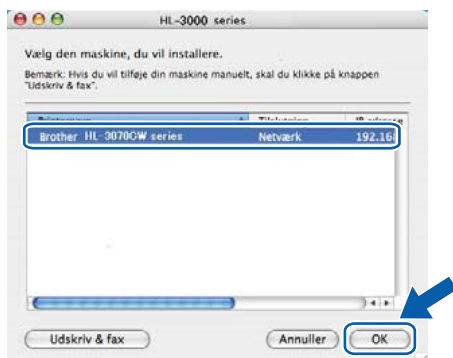 HL-3000 series
Vælg den maskine, du vil installere.
Bemærk: Hvis du vil tilføje din maskine manuelt, skal du klikke på knappen
"Udskriv & fax".
Brother HL-3070CW series Netværk 192.16
Udskriv & fax Annuller OK